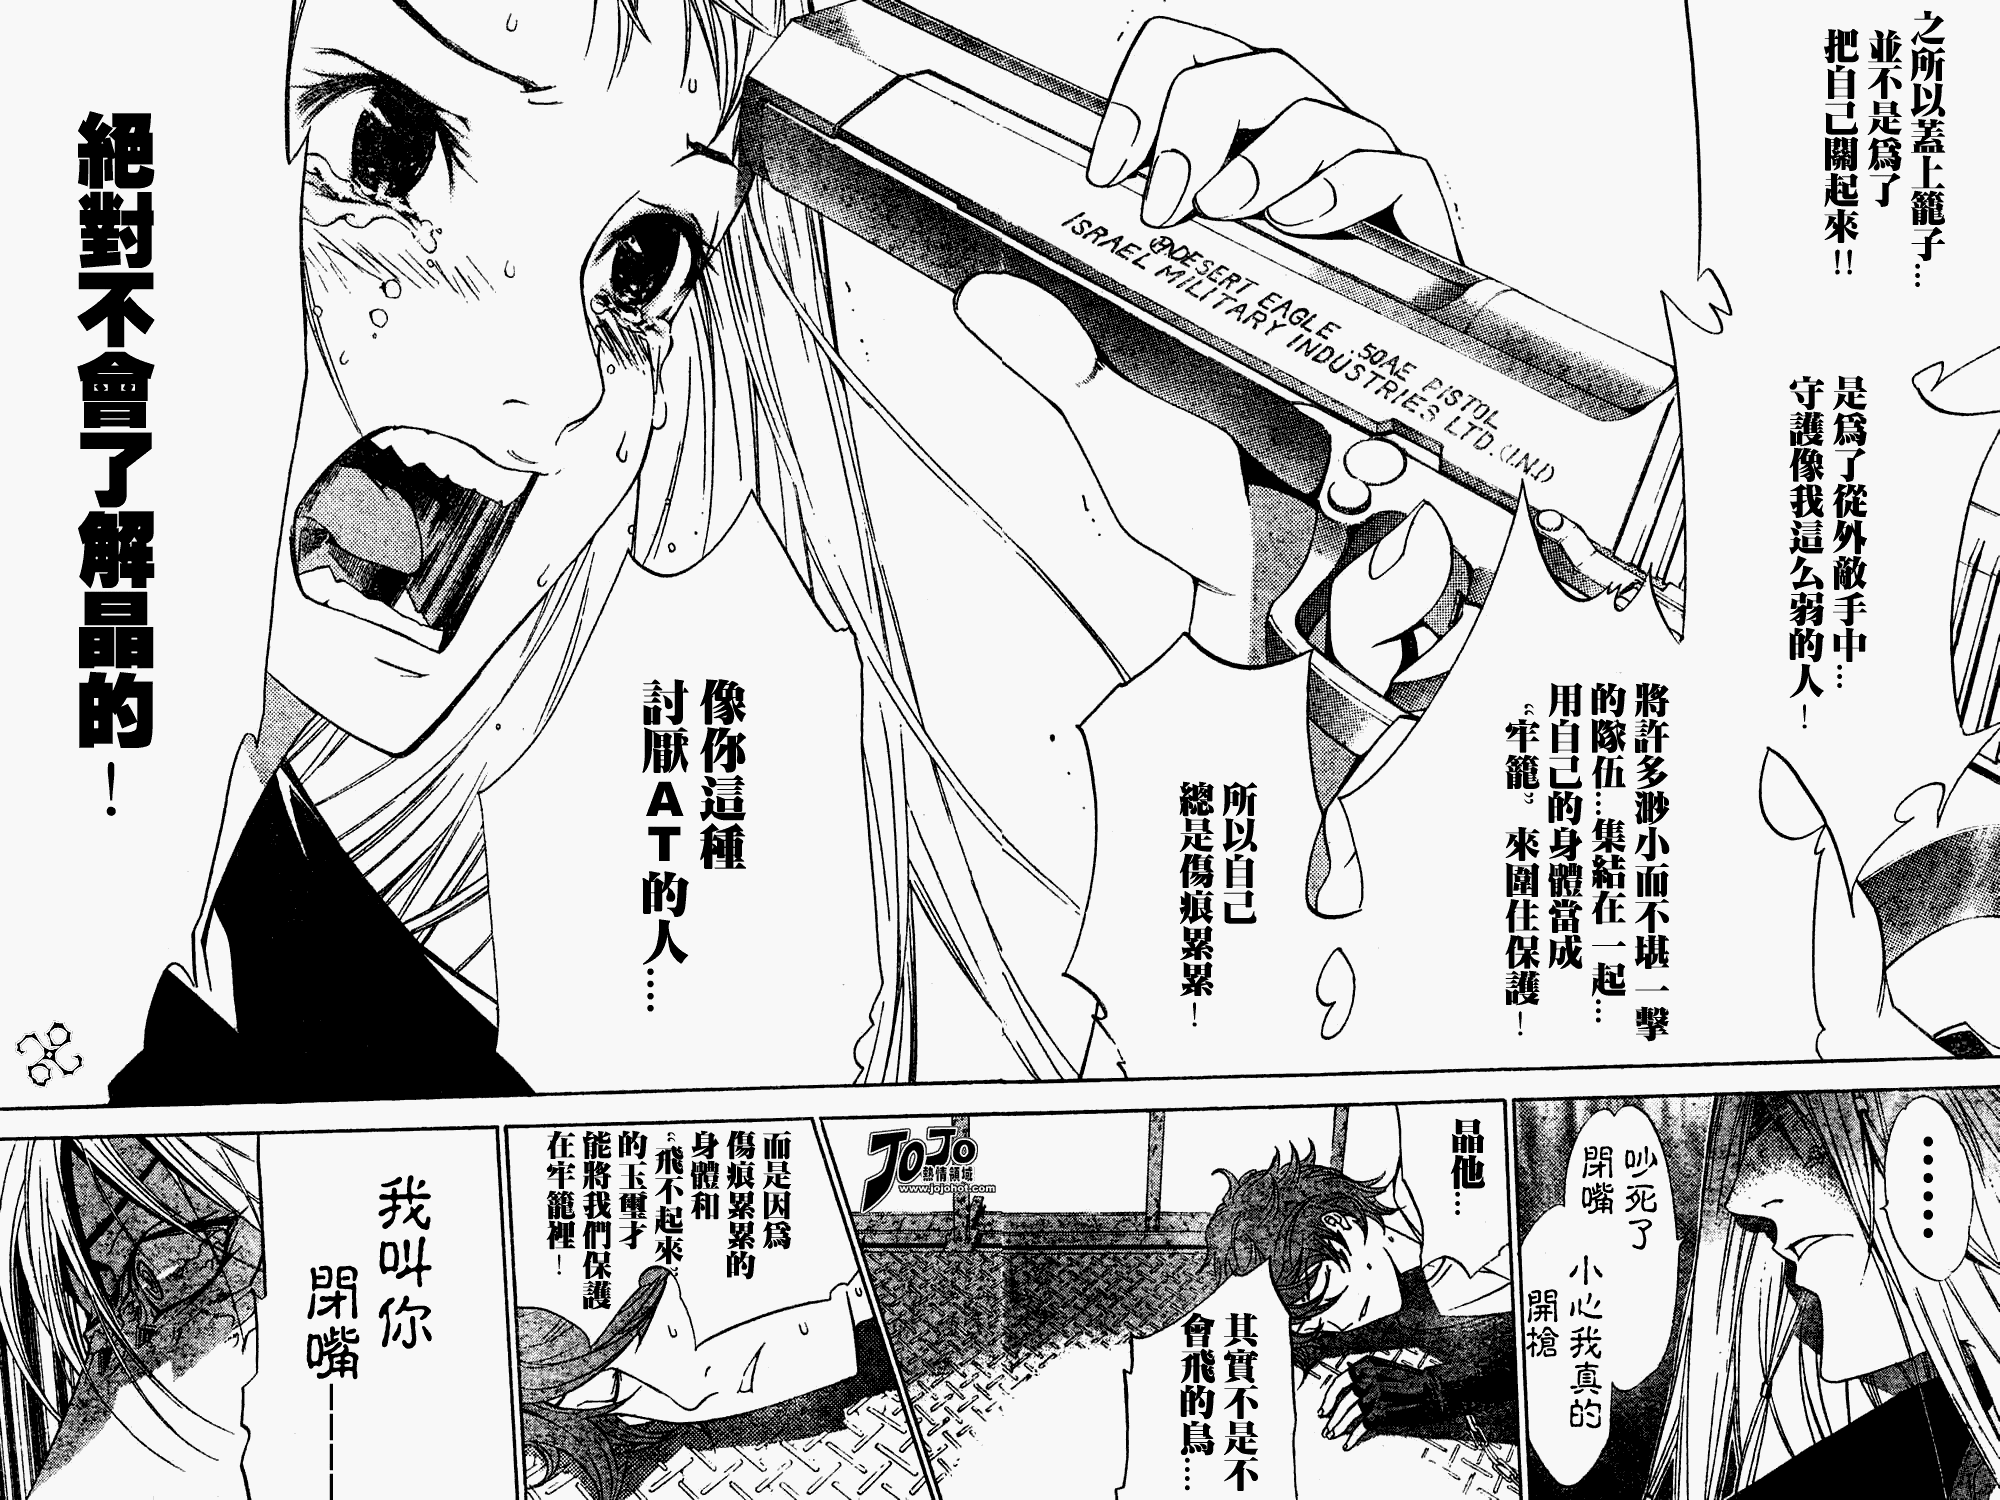 之所以蓋上籠子…
並不是爲了
把自己關起來!!
是爲了從外敵手中…
守護像我這么弱的人!
將許多渺小而不堪一擊
的隊伍…集結在一起…
用自己的身體當成
“牢籠”來圍住保護!
所以自己
總是傷痕累累!
DESERT EAGLE .50AE PISTOL
ISRAEL MILITARY INDUSTRIES LTD.(I.M.I)
像你這種
討厭AT的人…
絕對不會了解晶的!
……
吵死了
閉嘴
小心我真的
開槍
晶他…
其實不是不
會飛的鳥……
JOJO
熱情領域
www.jojohot.com
而是因爲
傷痕累累的
身體和
“飛不起來”
的玉璽才
能將我們保護
在牢籠裡!
我叫你
閉嘴———